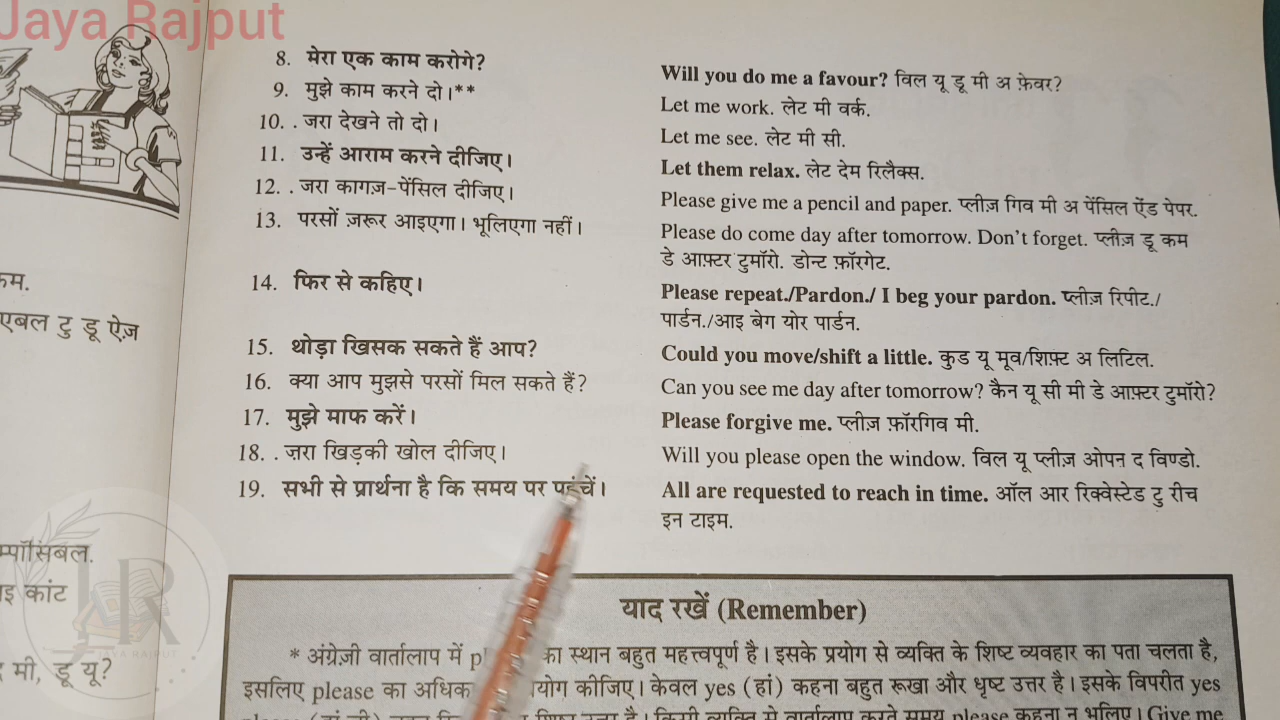 Jaya Rajput
8. मेरा एक काम करोगे?
Will you do me a favour? विल यू डू मी अ फ़ेवर?
9. मुझे काम करने दो।**
Let me work. लेट मी वर्क.
10. . जरा देखने तो दो।
Let me see. लेट मी सी.
11. उन्हें आराम करने दीजिए।
Let them relax. लेट देम रिलैक्स.
12. . जरा कागज़-पेंसिल दीजिए।
Please give me a pencil and paper. प्लीज़ गिव मी अ पेंसिल ऐंड पेपर.
13. परसों ज़रूर आइएगा। भूलिएगा नहीं।
Please do come day after tomorrow. Don't forget. प्लीज़ डू कम
डे आफ़्टर टुमॉरो. डोन्ट फ़ॉरगेट.
14. फिर से कहिए।
Please repeat./Pardon./ I beg your pardon. प्लीज़ रिपीट./
पार्डन./आइ बेग योर पार्डन.
15. थोड़ा खिसक सकते हैं आप?
Could you move/shift a little. कुड यू मूव/शिफ़्ट अ लिटिल.
16. क्या आप मुझसे परसों मिल सकते हैं?
Can you see me day after tomorrow? कैन यू सी मी डे आफ़्टर टुमॉरो?
17. मुझे माफ करें।
Please forgive me. प्लीज़ फ़ॉरगिव मी.
18. . ज़रा खिड़की खोल दीजिए।
Will you please open the window. विल यू प्लीज़ ओपन द विण्डो.
19. सभी से प्रार्थना है कि समय पर पहुंचें।
All are requested to reach in time. ऑल आर रिक्वेस्टेड टु रीच
इन टाइम.
एबल टु डू ऐज़
कांट
मी, डू यू?
JR
JAYA RAJPUT
याद रखें (Remember)
* अंग्रेज़ी वार्तालाप में का स्थान बहुत महत्त्वपूर्ण है। इसके प्रयोग से व्यक्ति के शिष्ट व्यवहार का पता चलता है,
इसलिए please का कीजिए। केवल yes (हां) कहना बहुत रूखा और धृष्ट उत्तर है। इसके विपरीत yes
please कहना न भूलिए। Give me